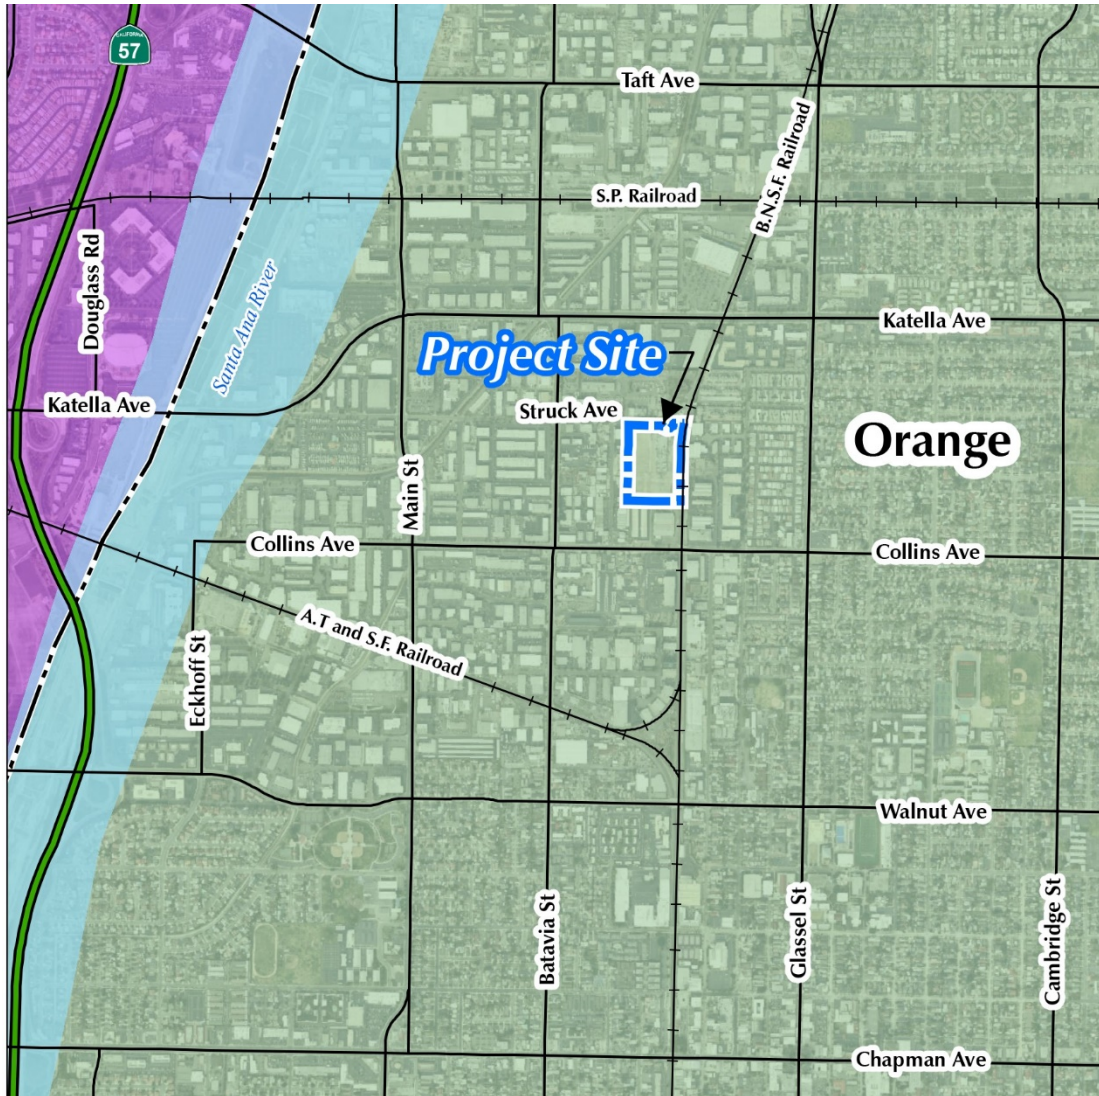 CALIFORNIA
57
Taft Ave
S.P. Railroad
B.N.S.F. Railroad
Douglass Rd
Santa Ana River
Katella Ave
Project Site
Struck Ave
Katella Ave
Orange
Main St
Collins Ave
Collins Ave
A.T and S.F. Railroad
Eckhoff St
Walnut Ave
Batavia St
Glassel St
Cambridge St
Chapman Ave